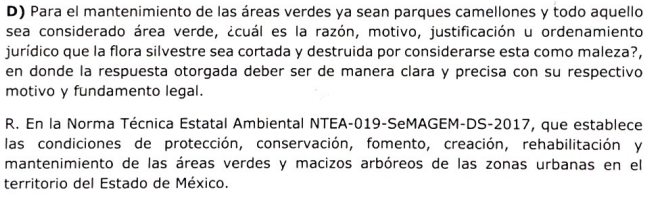 D) Para el mantenimiento de las áreas verdes ya sean parques camellones y todo aquello
sea considerado área verde, ¿cuál es la razón, motivo, justificación u ordenamiento
jurídico que la flora silvestre sea cortada y destruida por considerarse esta como maleza?,
en donde la respuesta otorgada deber ser de manera clara y precisa con su respectivo
motivo y fundamento legal.
R. En la Norma Técnica Estatal Ambiental NTEA-019-SeMAGEM-DS-2017, que establece
las condiciones de protección, conservación, fomento, creación, rehabilitación y
mantenimiento de las áreas verdes y macizos arbóreos de las zonas urbanas en el
territorio del Estado de México.